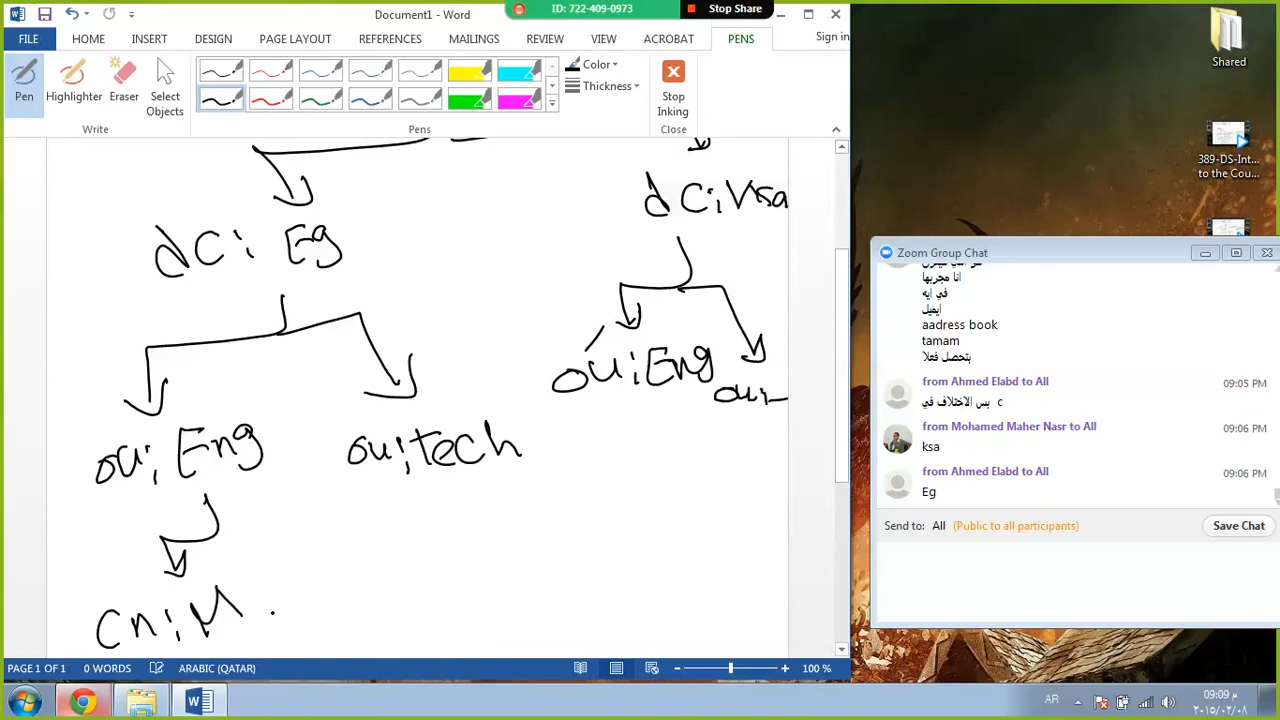 Document1 - Word
ID: 722-409-0973
Stop Share
FILE HOME INSERT DESIGN PAGE LAYOUT REFERENCES MAILINGS REVIEW VIEW ACROBAT PENS Sign in
Pen Highlighter Eraser Select Objects
Color
Thickness
Stop Inking
Write Pens Close
dC: Eg
dC; Ksa
ou; Eng
ou;tech
ou;Eng
ou;
Cn; M
PAGE 1 OF 1 0 WORDS ARABIC (QATAR) 100 %
Shared
389-DS-Int... to the Cou...
Zoom Group Chat
انا مجربها
في ايه
ايميل
aadress book
tamam
بتحصل فعلا
from Ahmed Elabd to All 09:05 PM
بس الاختلاف في c
from Mohamed Maher Nasr to All 09:06 PM
ksa
from Ahmed Elabd to All 09:06 PM
Eg
Send to: All (Public to all participants) Save Chat
AR
09:09 م
٢٠١٥/٠٢/٠٨